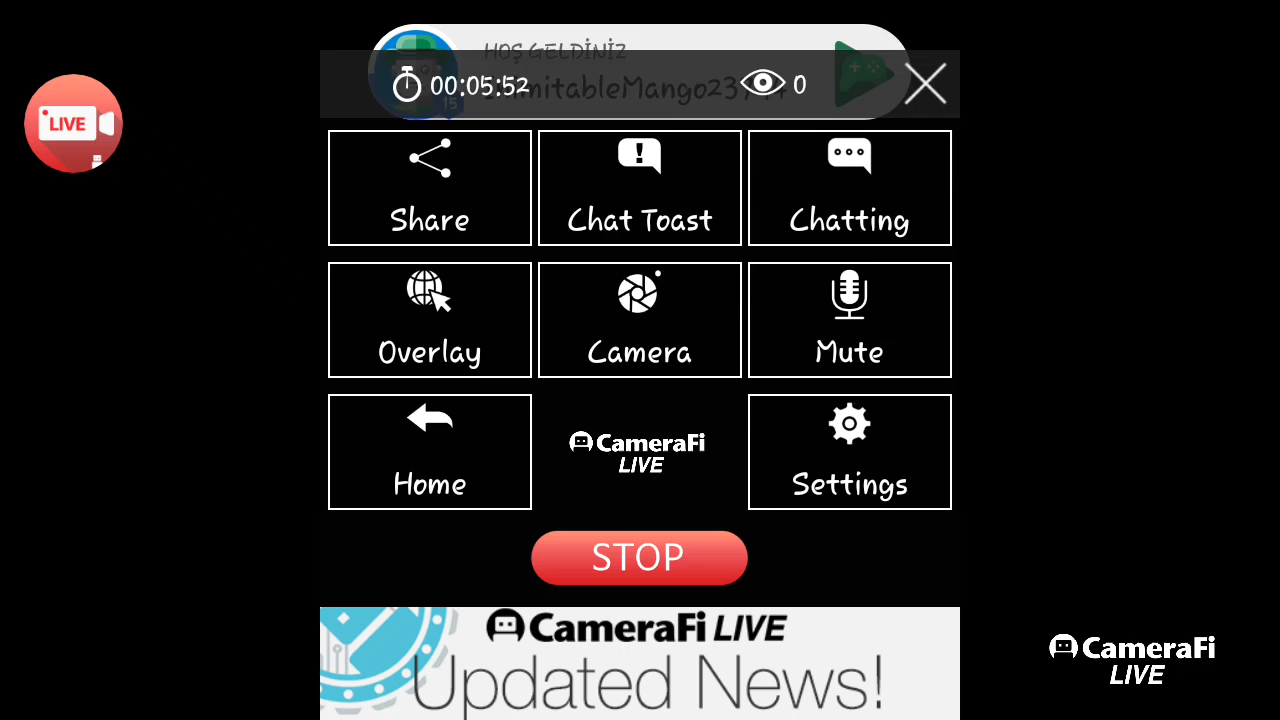 HOŞ GELDİNİZ
00:05:52
0
15
LIVE
Share
Chat Toast
Chatting
Overlay
Camera
Mute
Home
CameraFi
LIVE
Settings
STOP
CameraFi LIVE
Updated News!
CameraFi
LIVE